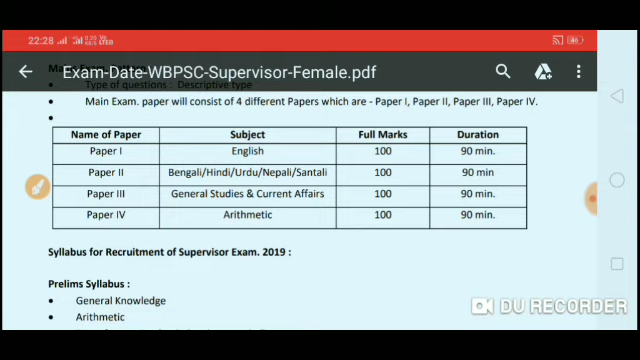 22:28
Exam-Date-WBPSC-Supervisor-Female.pdf
Type of questions : Descriptive type
Main Exam. paper will consist of 4 different Papers which are - Paper I, Paper II, Paper III, Paper IV.
Name of Paper Subject Full Marks Duration
Paper I English 100 90 min.
Paper II Bengali/Hindi/Urdu/Nepali/Santali 100 90 min
Paper III General Studies & Current Affairs 100 90 min.
Paper IV Arithmetic 100 90 min.
Syllabus for Recruitment of Supervisor Exam. 2019 :
Prelims Syllabus :
General Knowledge
Arithmetic
DU RECORDER